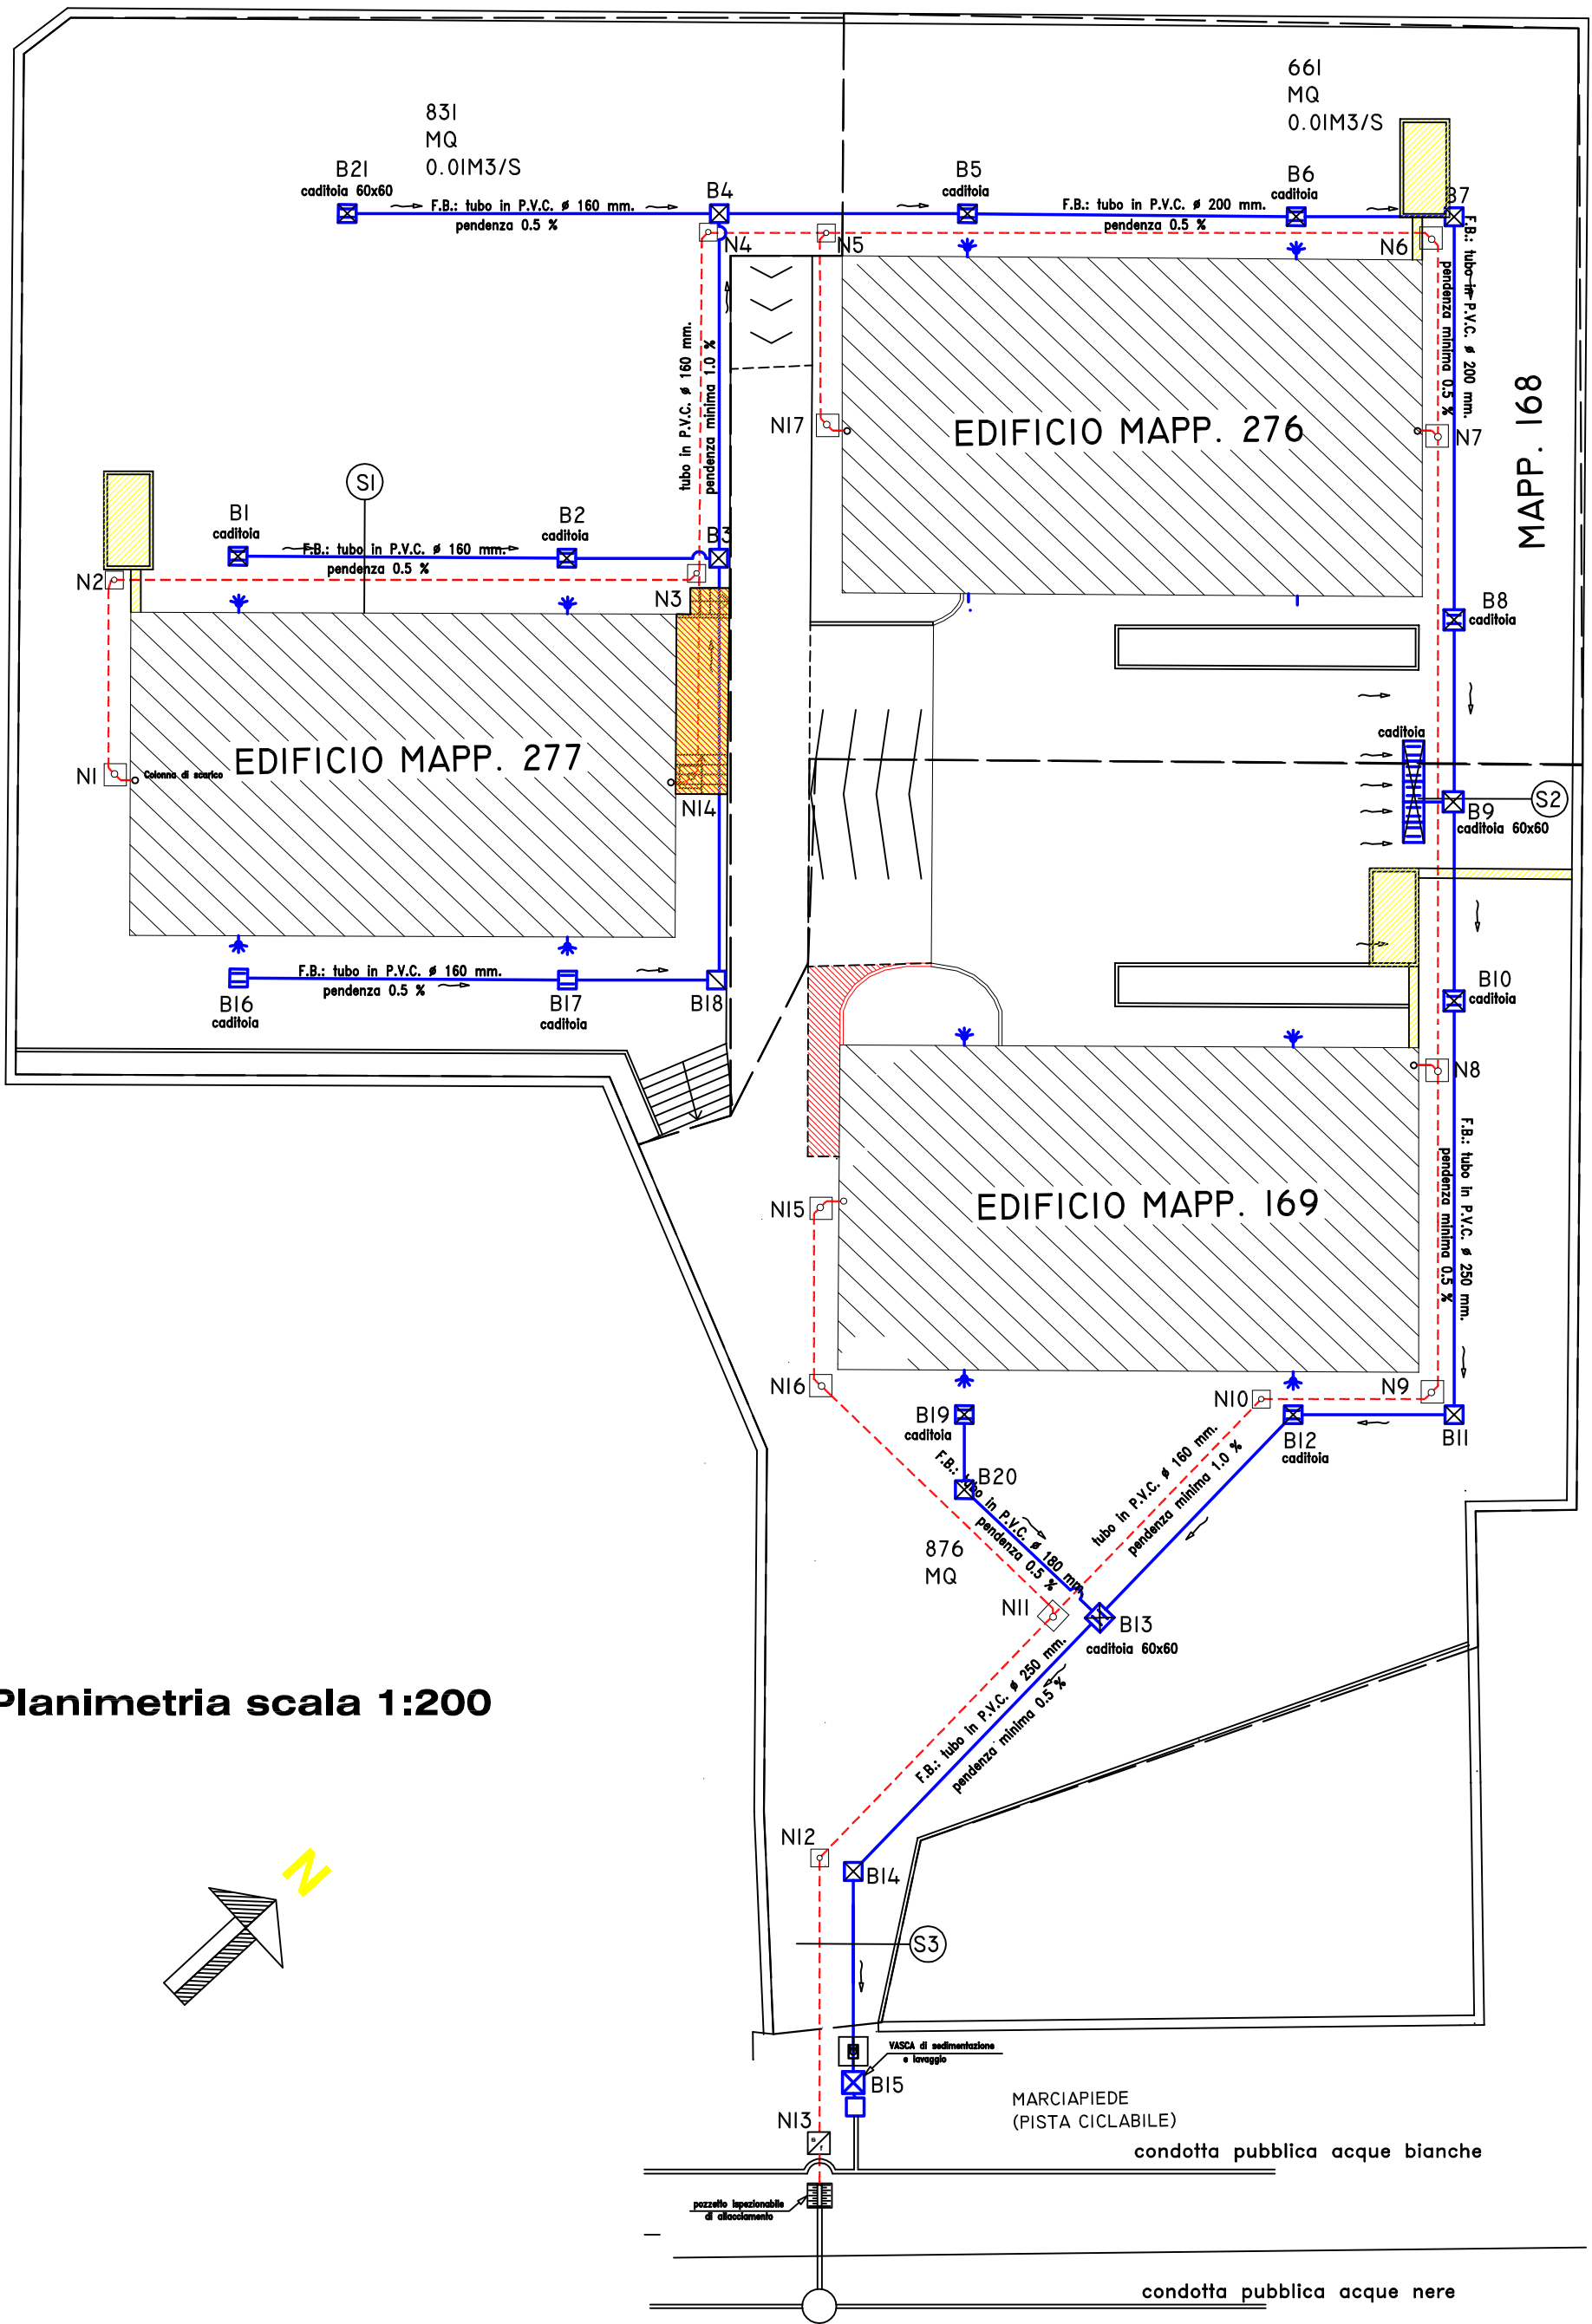 831
MQ
0.01M3/S
661
MQ
0.01M3/S
B21
caditoia 60x60
F.B.: tubo in P.V.C. ø 160 mm.
pendenza 0.5 %
B4
B5
caditoia
F.B.: tubo in P.V.C. ø 200 mm.
pendenza 0.5 %
B6
caditoia
B7
N4
N5
N6
F.B.: tubo in P.V.C. ø 200 mm.
pendenza minima 0.5 %
tubo in P.V.C. ø 160 mm.
pendenza minima 1.0 %
N17
EDIFICIO MAPP. 276
N7
MAPP. 168
S1
B1
caditoia
B2
caditoia
B3
F.B.: tubo in P.V.C. ø 160 mm.
pendenza 0.5 %
N2
N3
B8
caditoia
EDIFICIO MAPP. 277
N1
Colonna di scarico
N14
caditoia
S2
B9
caditoia 60x60
F.B.: tubo in P.V.C. ø 160 mm.
pendenza 0.5 %
B16
caditoia
B17
caditoia
B18
B10
caditoia
N8
F.B.: tubo in P.V.C. ø 250 mm.
pendenza minima 0.5 %
N15
EDIFICIO MAPP. 169
N16
N10
N9
B19
caditoia
B12
caditoia
B11
B20
F.B.: tubo in P.V.C. ø 180 mm.
pendenza 0.5 %
tubo in P.V.C. ø 160 mm.
pendenza minima 1.0 %
876
MQ
N11
B13
caditoia 60x60
F.B.: tubo in P.V.C. ø 250 mm.
pendenza minima 0.5 %
Planimetria scala 1:200
N12
B14
N
S3
VASCA di sedimentazione
e lavaggio
B15
MARCIAPIEDE
(PISTA CICLABILE)
N13
condotta pubblica acque bianche
pozzetto ispezionabile
di allacciamento
condotta pubblica acque nere